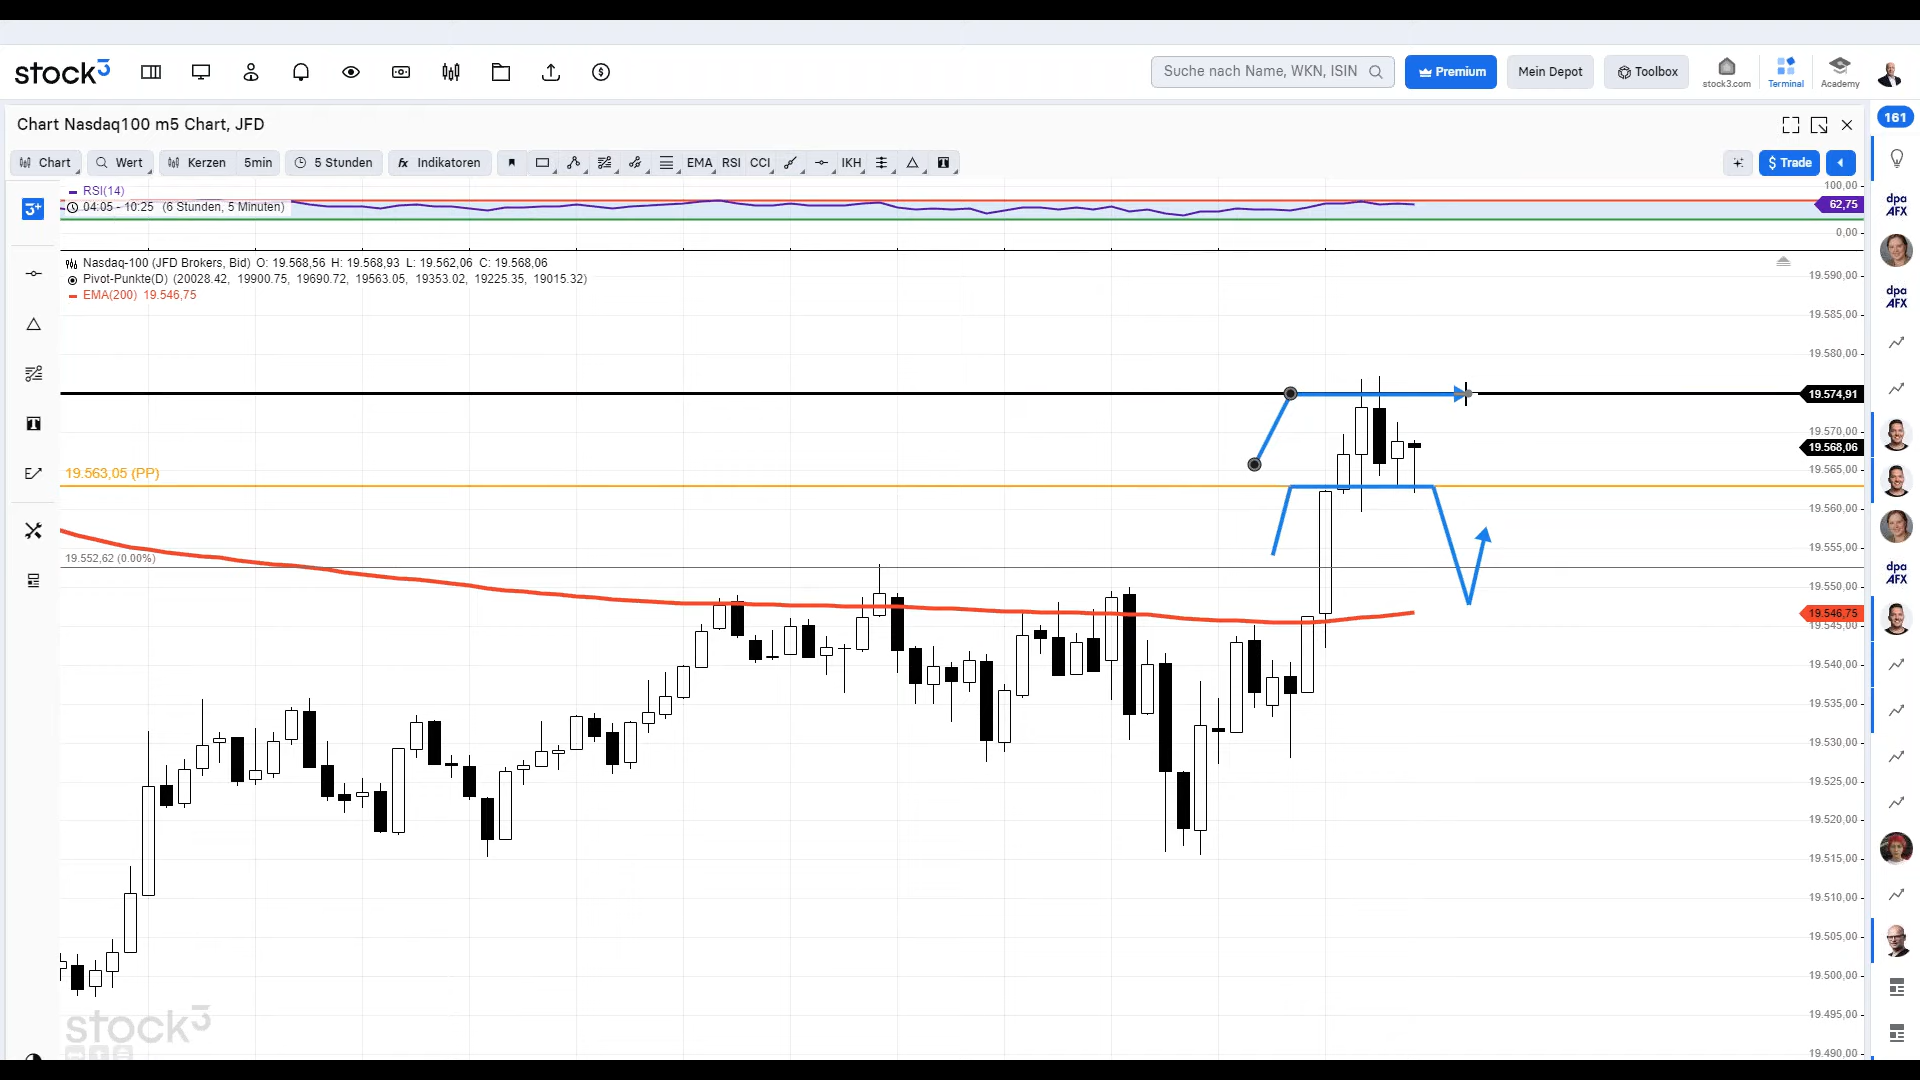 stock3
Suche nach Name, WKN, ISIN
Premium
Mein Depot
Toolbox
stock3.com
Terminal
Academy
Chart Nasdaq100 m5 Chart, JFD
161
Chart
Wert
Kerzen
5min
5 Stunden
fx Indikatoren
EMA
RSI
CCI
IKH
T
$ Trade
3+
RSI(14)
04:05 - 10:25 (6 Stunden, 5 Minuten)
100,00
62,75
0,00
dpa
AFX
Nasdaq-100 (JFD Brokers, Bid) O: 19.568,56 H: 19.568,93 L: 19.562,06 C: 19.568,06
Pivot-Punkte(D) (20028.42, 19900.75, 19690.72, 19563.05, 19353.02, 19225.35, 19015.32)
EMA(200) 19.546,75
19.590,00
dpa
AFX
19.585,00
19.580,00
19.574,91
19.570,00
19.568,06
19.563,05 (PP)
19.565,00
19.560,00
19.555,00
19.552,62 (0.00%)
dpa
AFX
19.550,00
19.546,75
19.545,00
19.540,00
19.535,00
19.530,00
19.525,00
19.520,00
19.515,00
19.510,00
19.505,00
19.500,00
19.495,00
stock3
19.490,00